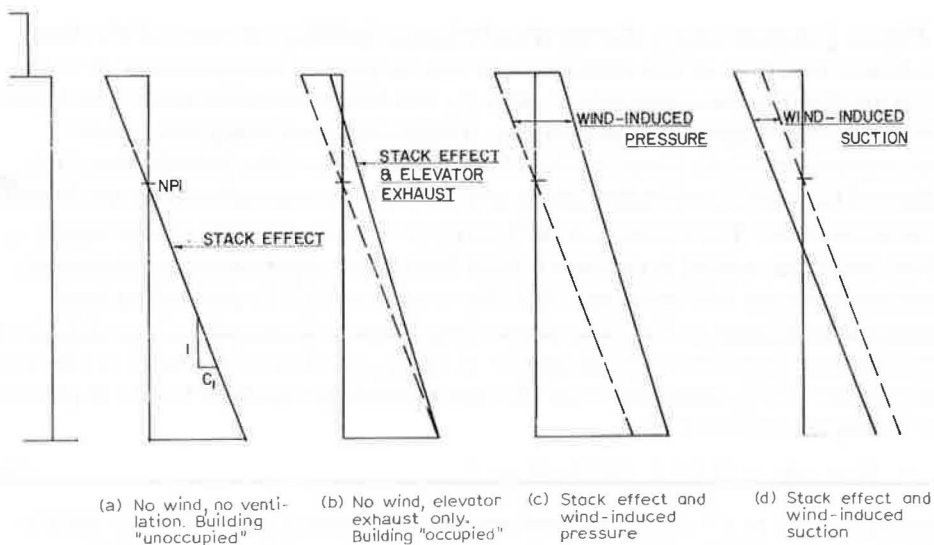 NPL
STACK EFFECT
1
C1
STACK EFFECT
& ELEVATOR
EXHAUST
WIND-INDUCED
PRESSURE
WIND-INDUCED
SUCTION
(a) No wind, no venti-
lation. Building
"unoccupied"
(b) No wind, elevator
exhaust only.
Building "occupied"
(c) Stack effect and
wind-induced
pressure
(d) Stack effect and
wind-induced
suction